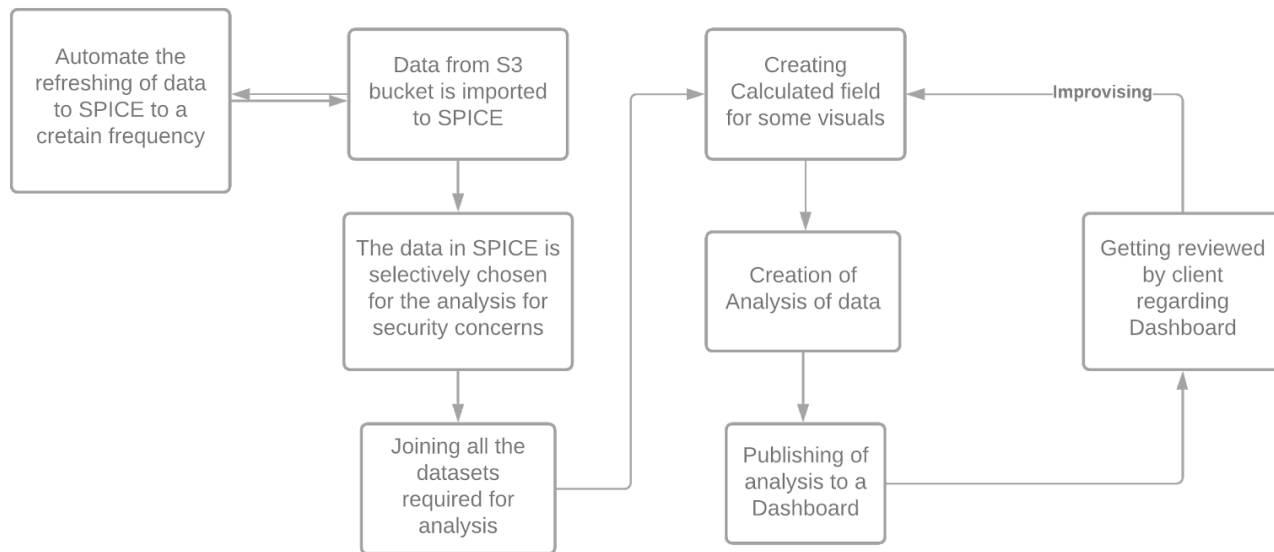 Automate the
refreshing of data
to SPICE to a
cretain frequency
Data from S3
bucket is imported
to SPICE
The data in SPICE is
selectively chosen
for the analysis for
security concerns
Joining all the
datasets
required for
analysis
Creating
Calculated field
for some visuals
Creation of
Analysis of data
Publishing of
analysis to a
Dashboard
Getting reviewed
by client
regarding
Dashboard
Improvising